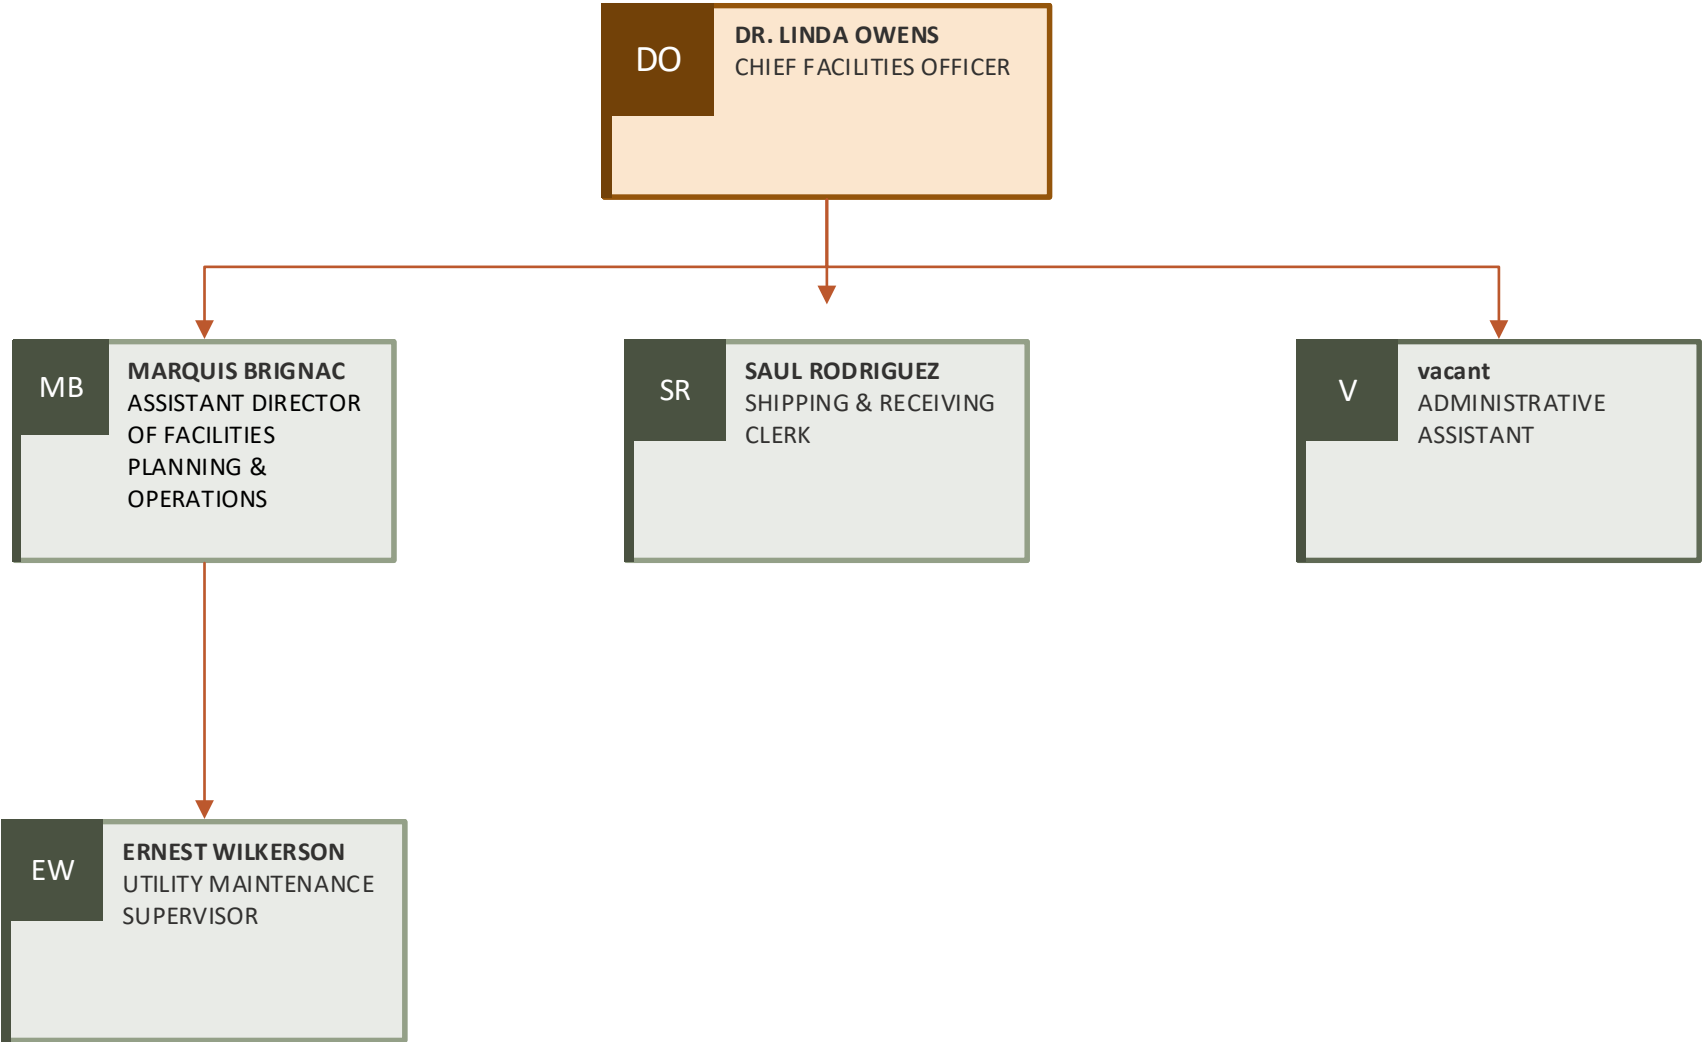 DO
DR. LINDA OWENS
CHIEF FACILITIES OFFICER
MB
MARQUIS BRIGNAC
ASSISTANT DIRECTOR
OF FACILITIES
PLANNING &
OPERATIONS
SR
SAUL RODRIGUEZ
SHIPPING & RECEIVING
CLERK
V
vacant
ADMINISTRATIVE
ASSISTANT
EW
ERNEST WILKERSON
UTILITY MAINTENANCE
SUPERVISOR